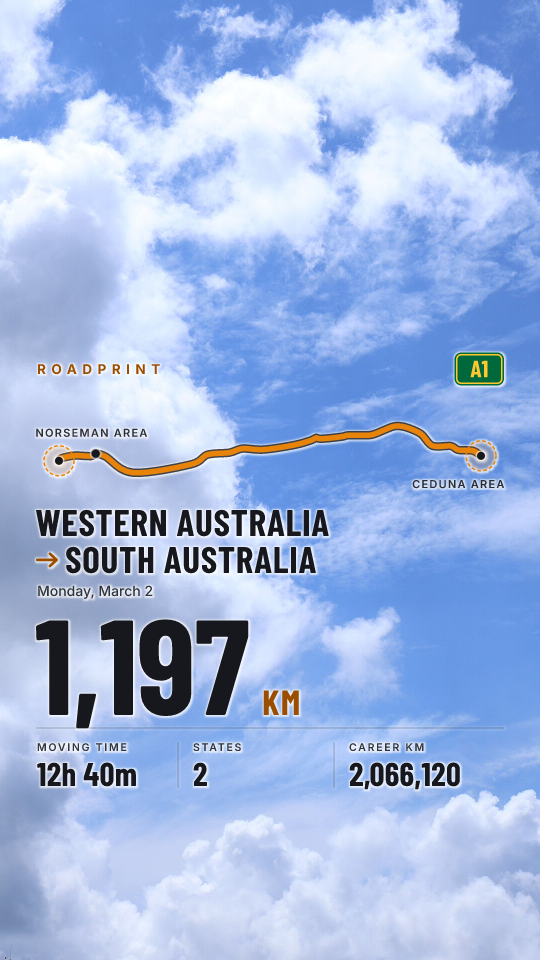 ROADPRINT
A1
NORSEMAN AREA
CEDUNA AREA
WESTERN AUSTRALIA
→ SOUTH AUSTRALIA
Monday, March 2
1,197 KM
MOVING TIME
12h 40m
STATES
2
CAREER KM
2,066,120